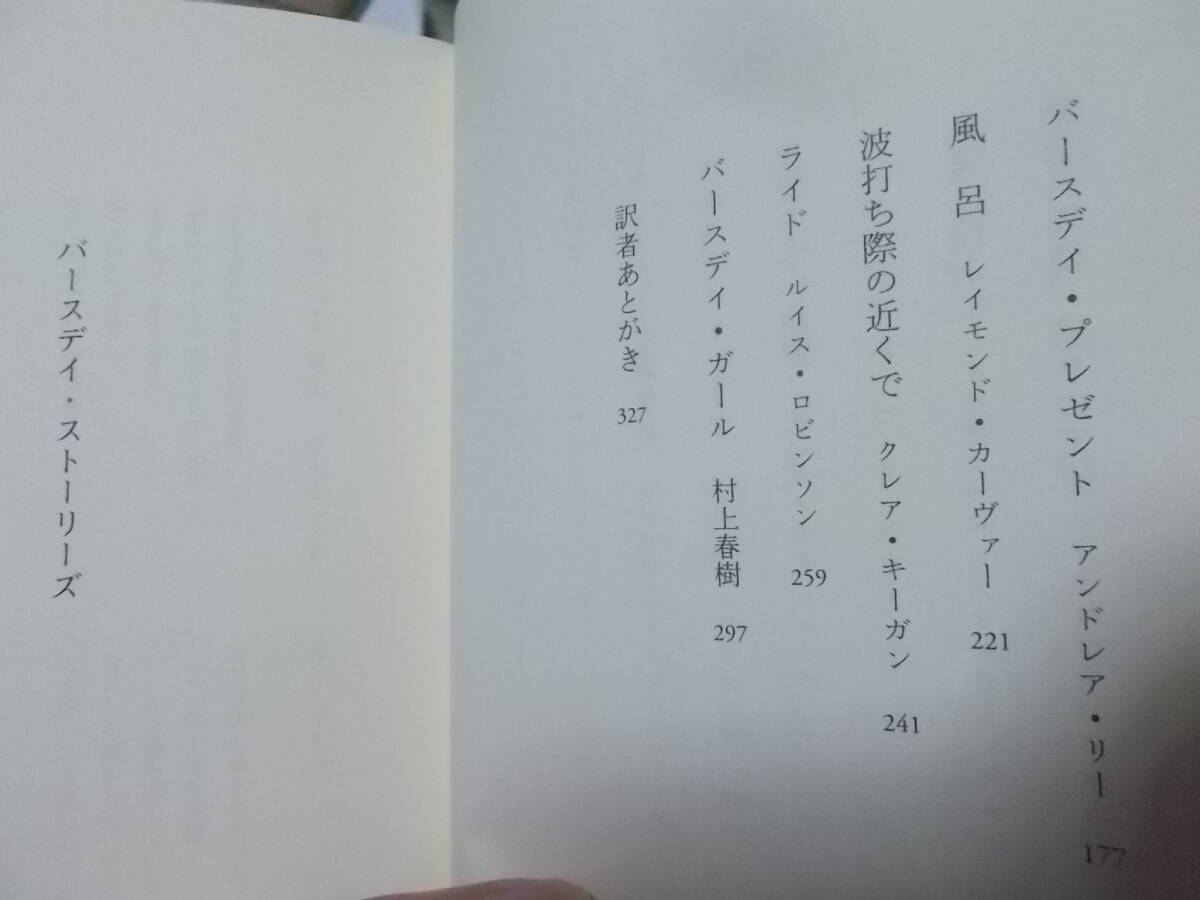 バースデイ・プレゼント　アンドレア・リー　177
風呂　レイモンド・カーヴァー　221
波打ち際の近くで　クレア・キーガン　241
ライド　ルイス・ロビンソン　259
バースデイ・ガール　村上春樹　297
訳者あとがき　327
バースデイ・ストーリーズ